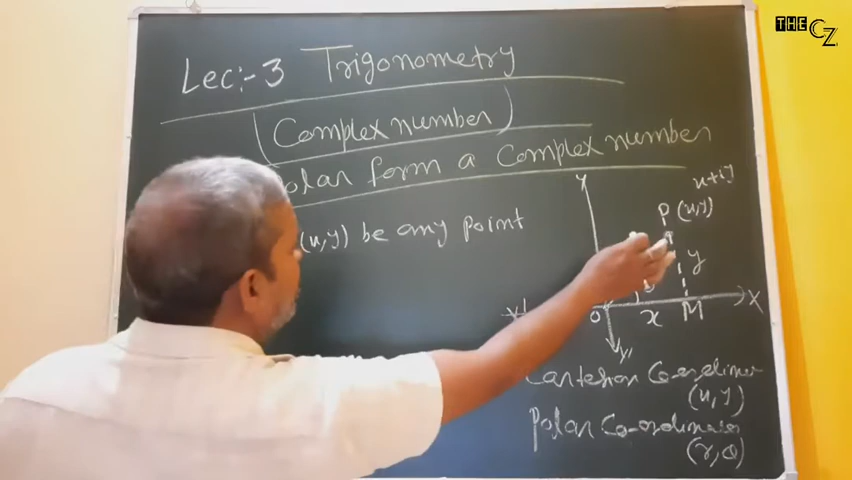 THE CZ
Lec:-3 Trigonometry
(Complex number)
olar form a Complex number
(x,y) be any point
Y
x+iy
P (x,y)
y
X
O x M
y'
Cartesian Co-ordinates
(x,y)
Polar Co-ordinates
(r,θ)